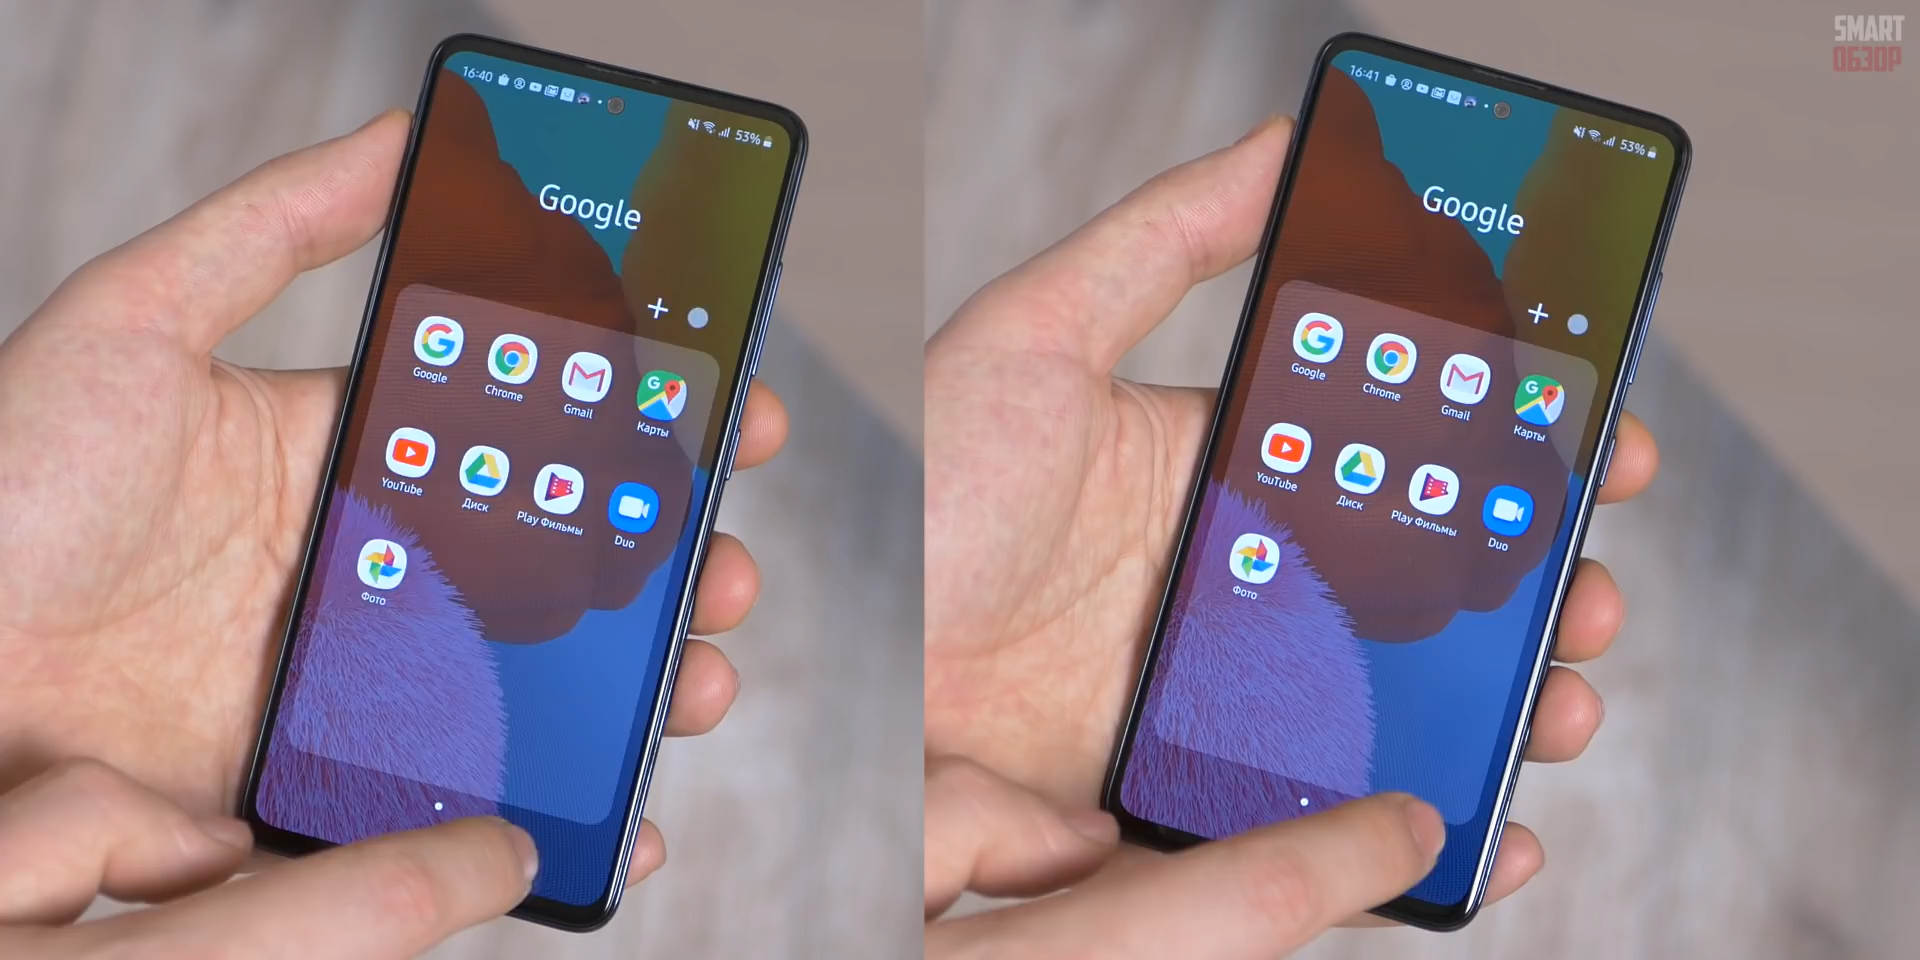 16:40
53%
Google
Google
Chrome
Gmail
Карты
YouTube
Диск
Play Фильмы
Duo
Фото
16:41
53%
Google
Google
Chrome
Gmail
Карты
YouTube
Диск
Play Фильмы
Duo
Фото
SMART
ОБЗОР